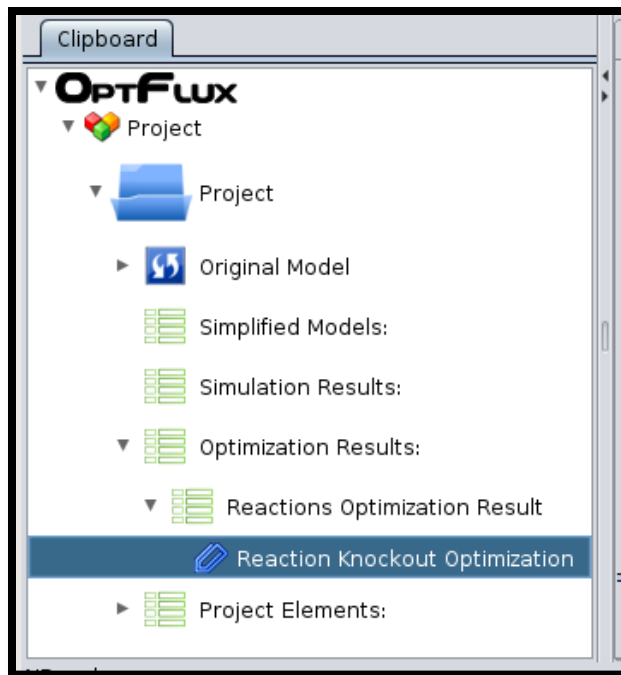 Clipboard
OptFlux
Project
Project
Original Model
Simplified Models:
Simulation Results:
Optimization Results:
Reactions Optimization Result
Reaction Knockout Optimization
Project Elements: